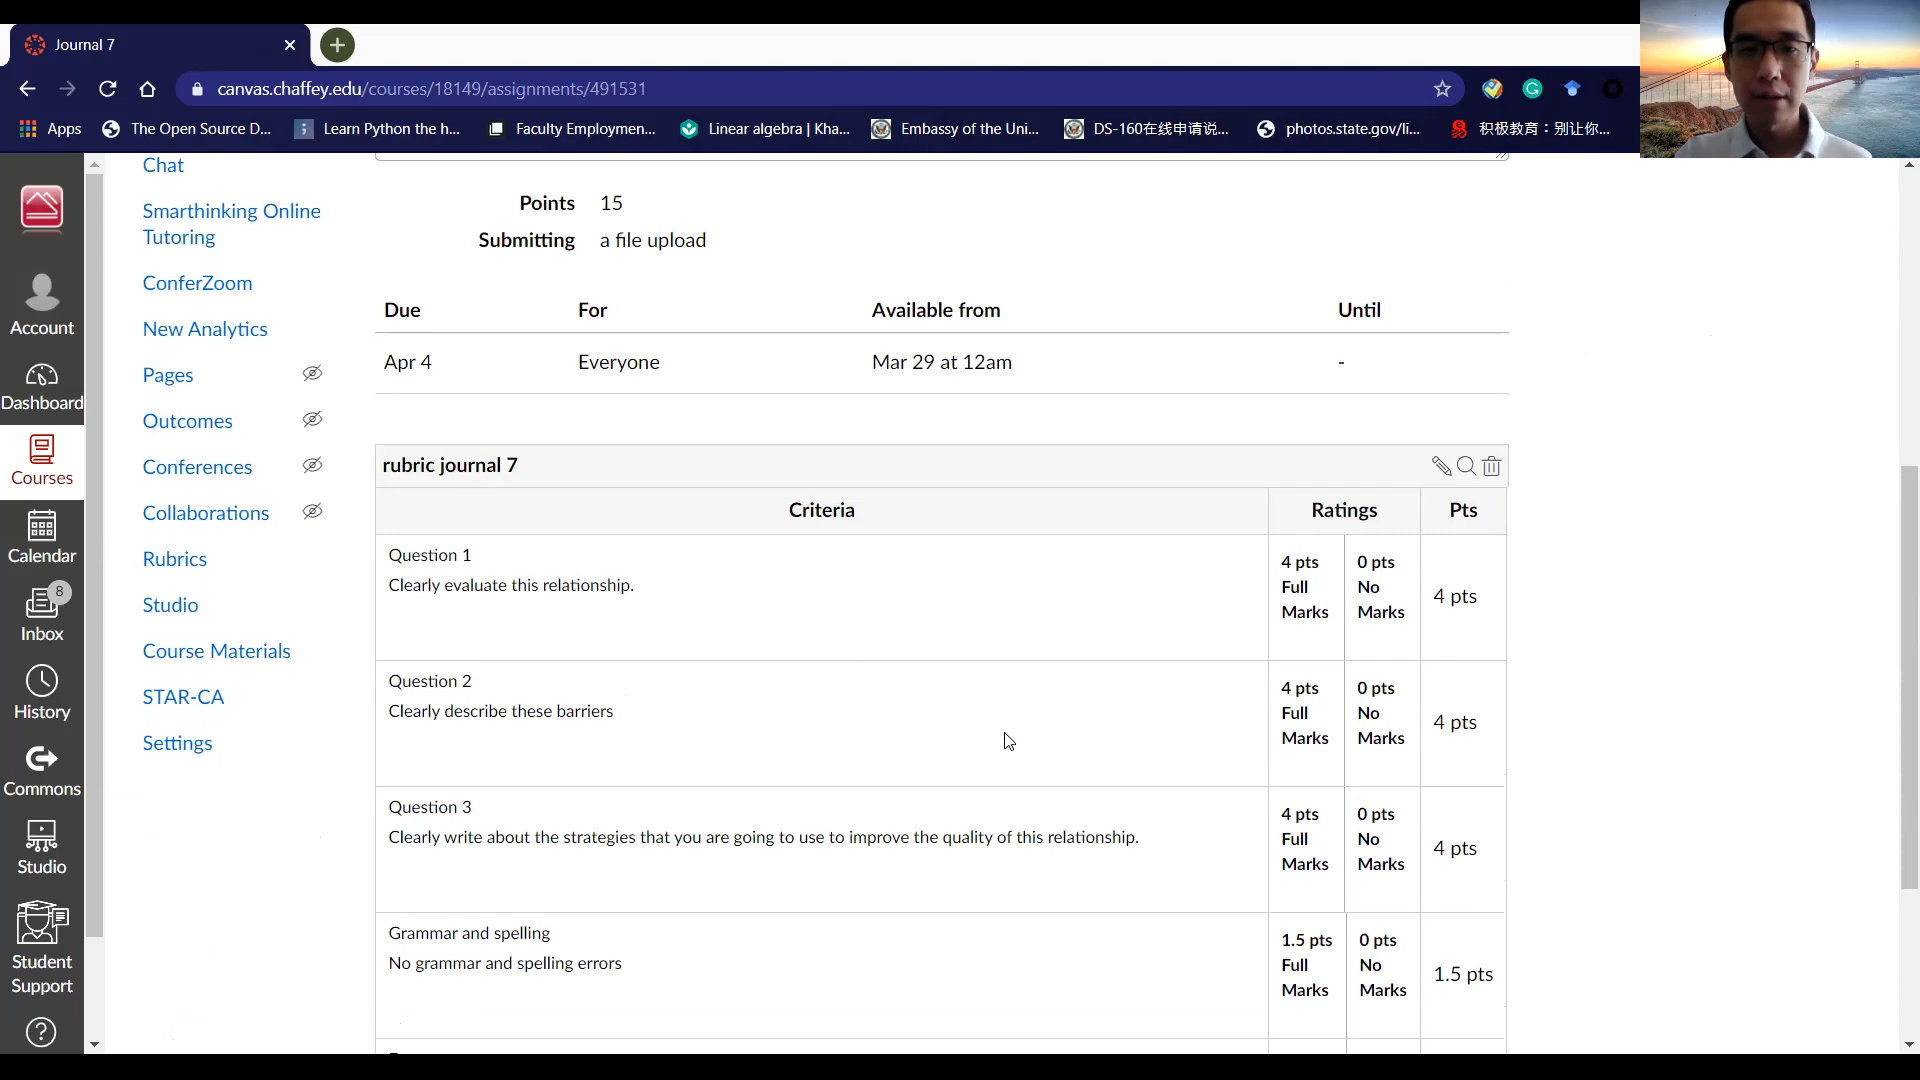 Journal 7
canvas.chaffey.edu/courses/18149/assignments/491531
Apps
The Open Source D...
Learn Python the h...
Faculty Employmen...
Linear algebra | Kha...
Embassy of the Uni...
DS-160在线申请说...
photos.state.gov/li...
积极教育：别让你...
Account
Dashboard
Courses
Calendar
8
Inbox
History
Commons
Studio
Student
Support
Chat
Smarthinking Online
Tutoring
ConferZoom
New Analytics
Pages
Outcomes
Conferences
Collaborations
Rubrics
Studio
Course Materials
STAR-CA
Settings
Points 15
Submitting a file upload
Due For Available from Until
Apr 4 Everyone Mar 29 at 12am -
rubric journal 7
Criteria Ratings Pts
Question 1
Clearly evaluate this relationship.
4 pts
Full
Marks
0 pts
No
Marks
4 pts
Question 2
Clearly describe these barriers
4 pts
Full
Marks
0 pts
No
Marks
4 pts
Question 3
Clearly write about the strategies that you are going to use to improve the quality of this relationship.
4 pts
Full
Marks
0 pts
No
Marks
4 pts
Grammar and spelling
No grammar and spelling errors
1.5 pts
Full
Marks
0 pts
No
Marks
1.5 pts